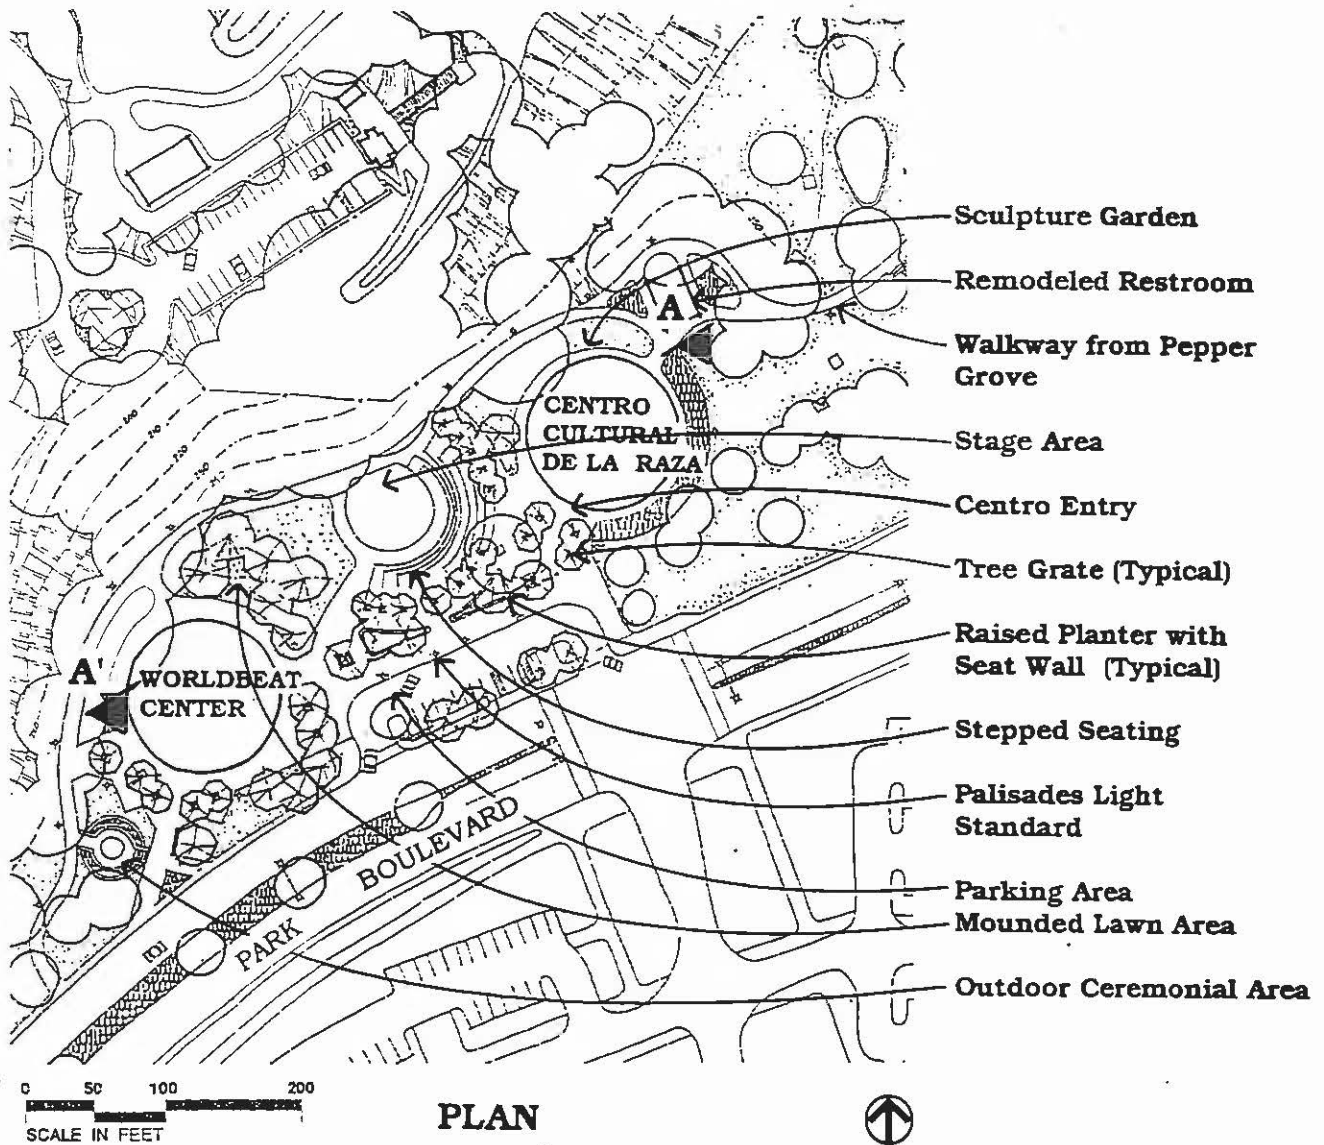 Sculpture Garden
Remodeled Restroom
A
Walkway from Pepper
Grove
CENTRO
CULTURAL
DE LA RAZA
Stage Area
Centro Entry
Tree Grate (Typical)
Raised Planter with
Seat Wall (Typical)
A'
WORLDBEAT
CENTER
Stepped Seating
Palisades Light
Standard
Parking Area
Mounded Lawn Area
PARK BOULEVARD
Outdoor Ceremonial Area
0 50 100 200
SCALE IN FEET
PLAN